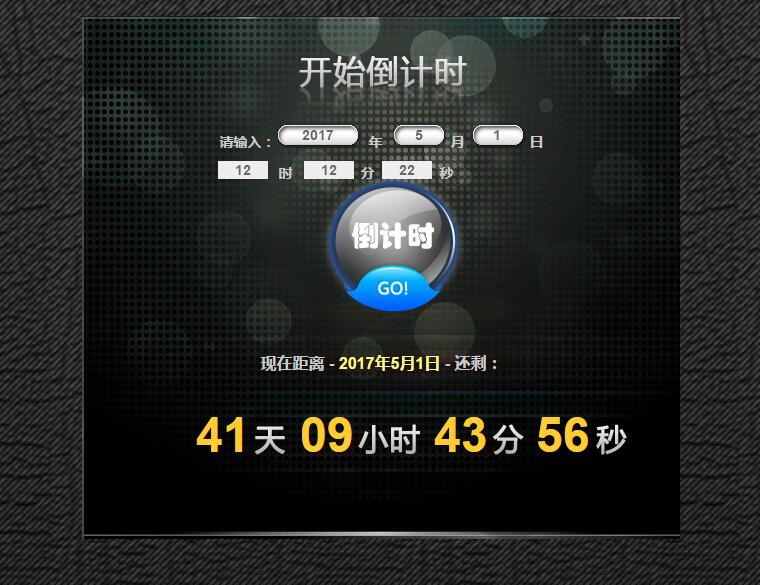 开始倒计时
请输入： 2017 年 5 月 1 日
12 时 12 分 22 秒
倒计时
GO!
现在距离 - 2017年5月1日 - 还剩：
41 天 09 小时 43 分 56 秒